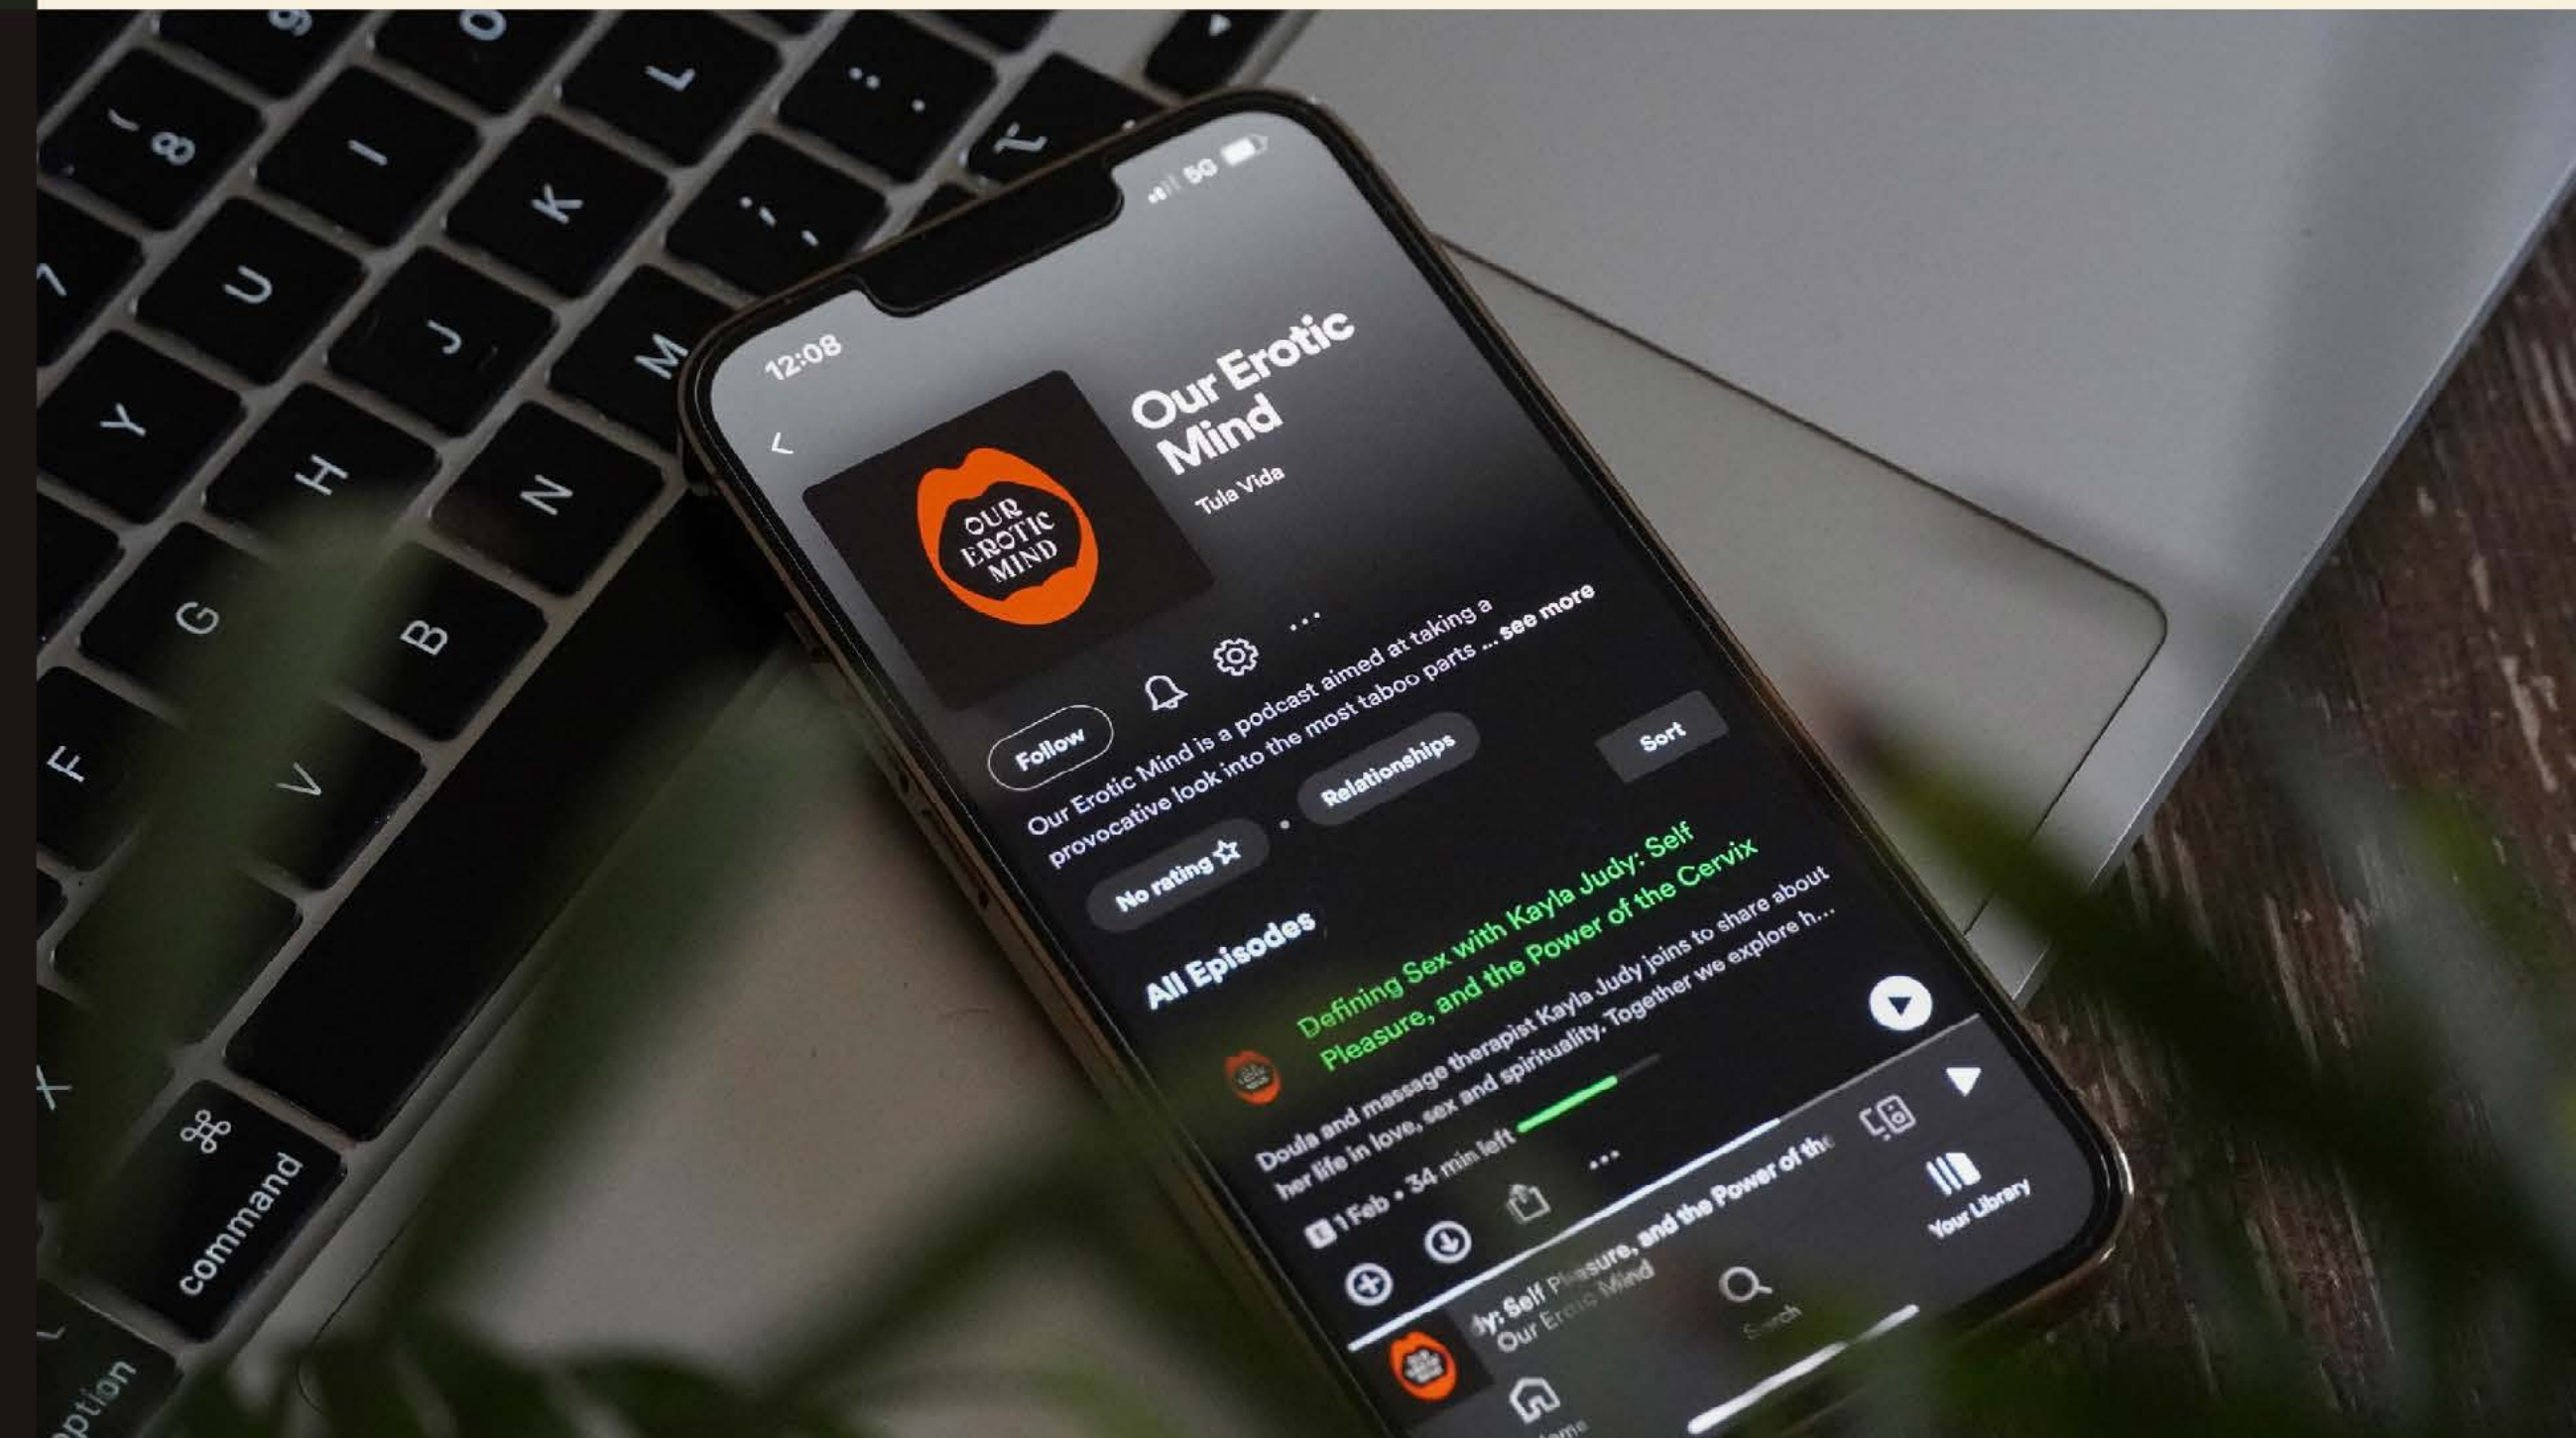 9
O
L
:
;
(
8
I
K
;
,
7
U
J
M
Y
H
N
G
B
F
V
X
⌘
command
option
5G
12:08
Our Erotic
Mind
Tula Vida
OUR
EROTIC
MIND
Follow
...
Our Erotic Mind is a podcast aimed at taking a
provocative look into the most taboo parts ... see more
No rating • Relationships
Sort
All Episodes
Defining Sex with Kayla Judy: Self
Pleasure, and the Power of the Cervix
Doula and massage therapist Kayla Judy joins to share about
her life in love, sex and spirituality. Together we explore h...
E 1 Feb • 34 min left
...
dy: Self Pleasure, and the Power of the
Our Erotic Mind
Home
Search
Your Library